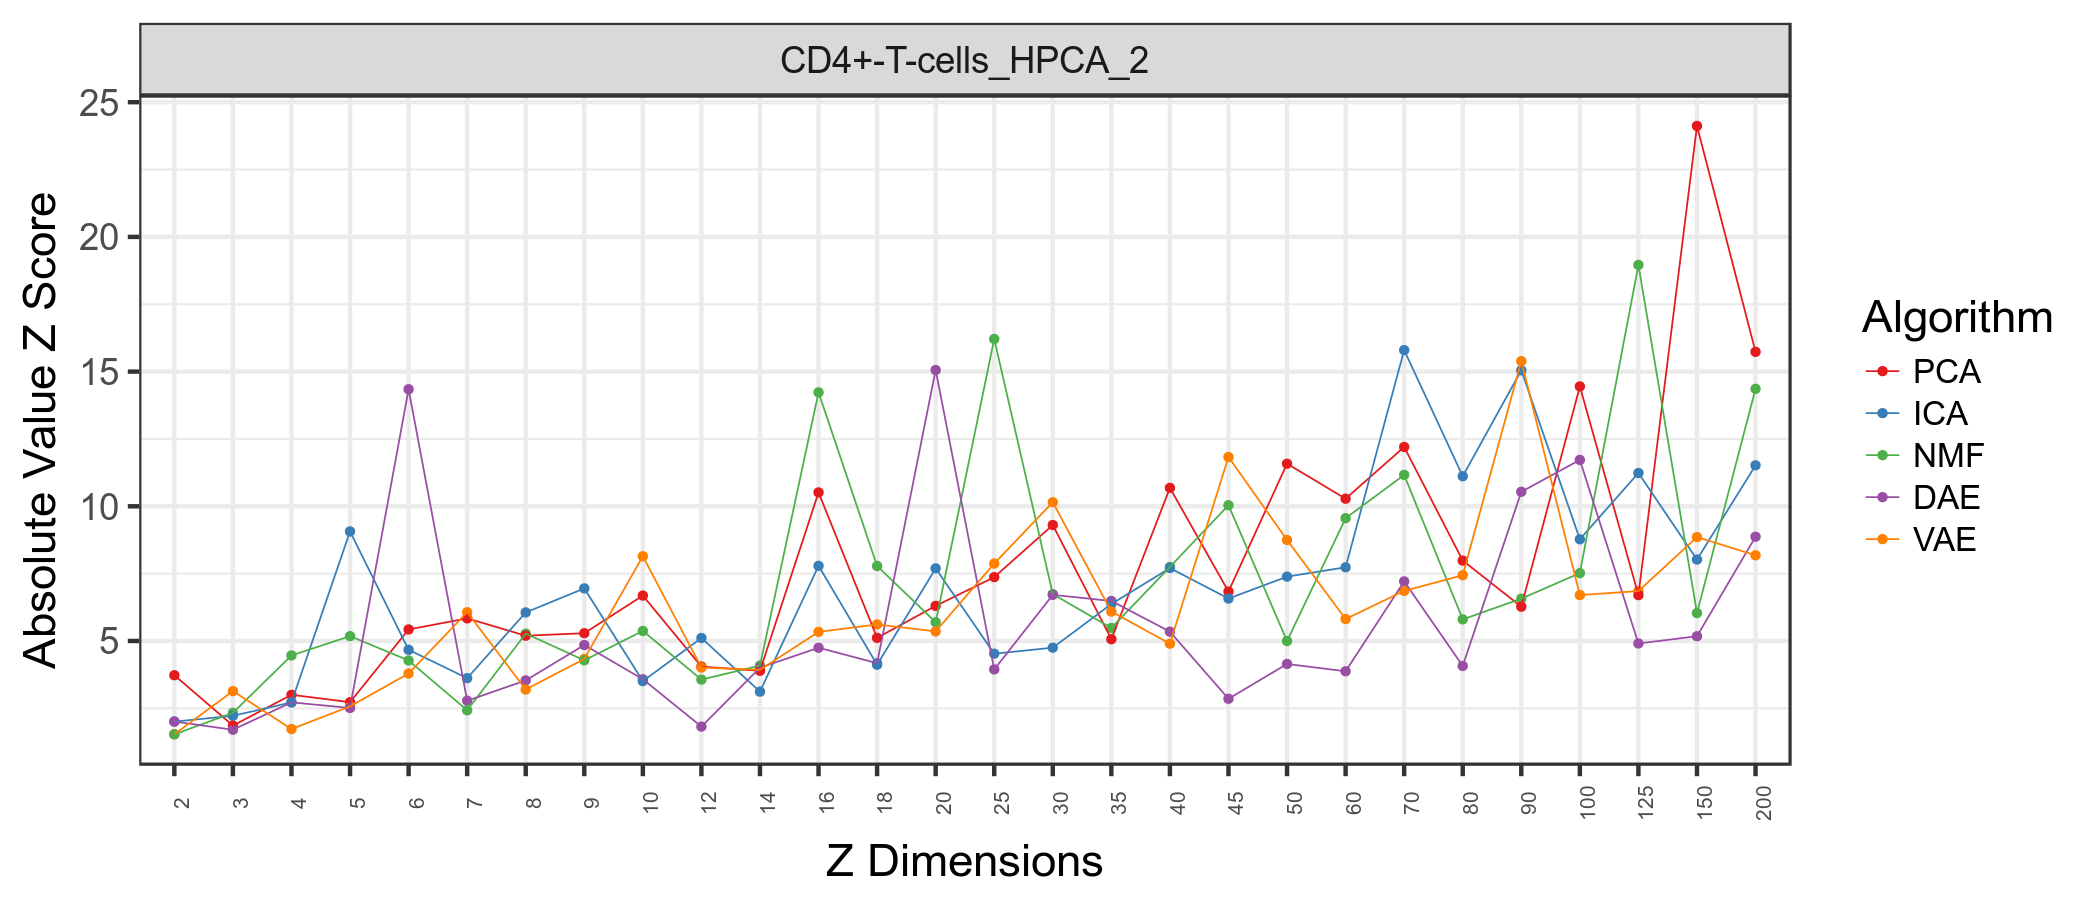 CD4+-T-cells_HPCA_2
Absolute Value Z Score
25
20
15
10
5
2 3 4 5 6 7 8 9 10 12 14 16 18 20 25 30 35 40 45 50 60 70 80 90 100 125 150 200
Z Dimensions
Algorithm
PCA
ICA
NMF
DAE
VAE